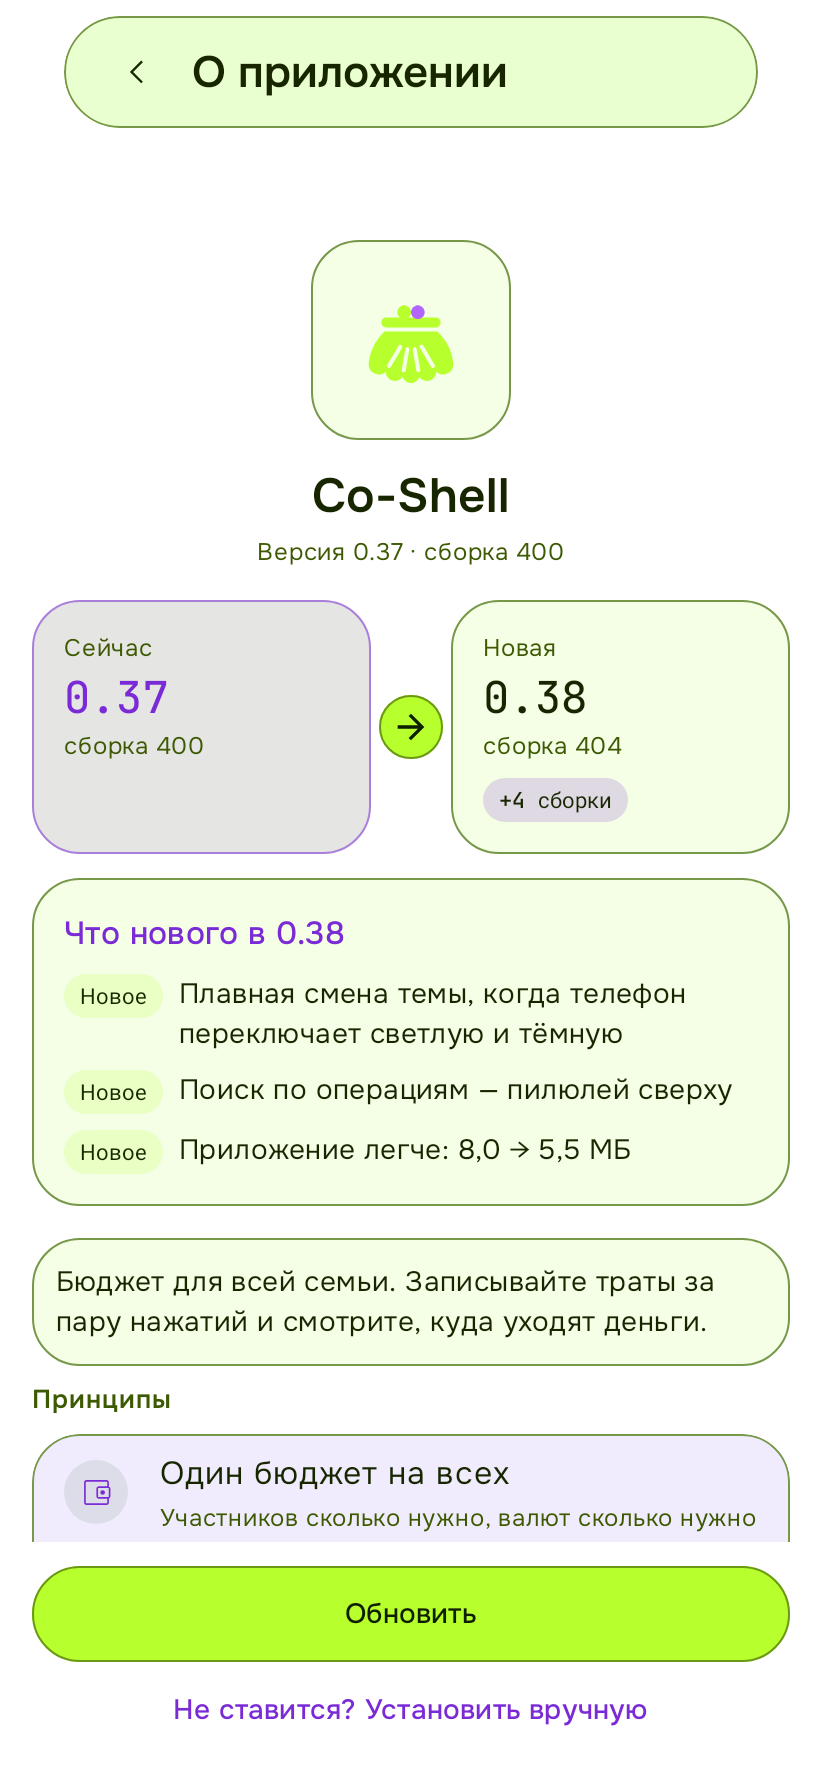 О приложении
Co-Shell
Версия 0.37 · сборка 400
Сейчас
0.37
сборка 400
Новая
0.38
сборка 404
+4 сборки
Что нового в 0.38
Новое Плавная смена темы, когда телефон
переключает светлую и тёмную
Новое Поиск по операциям — пилюлей сверху
Новое Приложение легче: 8,0 → 5,5 МБ
Бюджет для всей семьи. Записывайте траты за
пару нажатий и смотрите, куда уходят деньги.
Принципы
Один бюджет на всех
Участников сколько нужно, валют сколько нужно
Обновить
Не ставится? Установить вручную